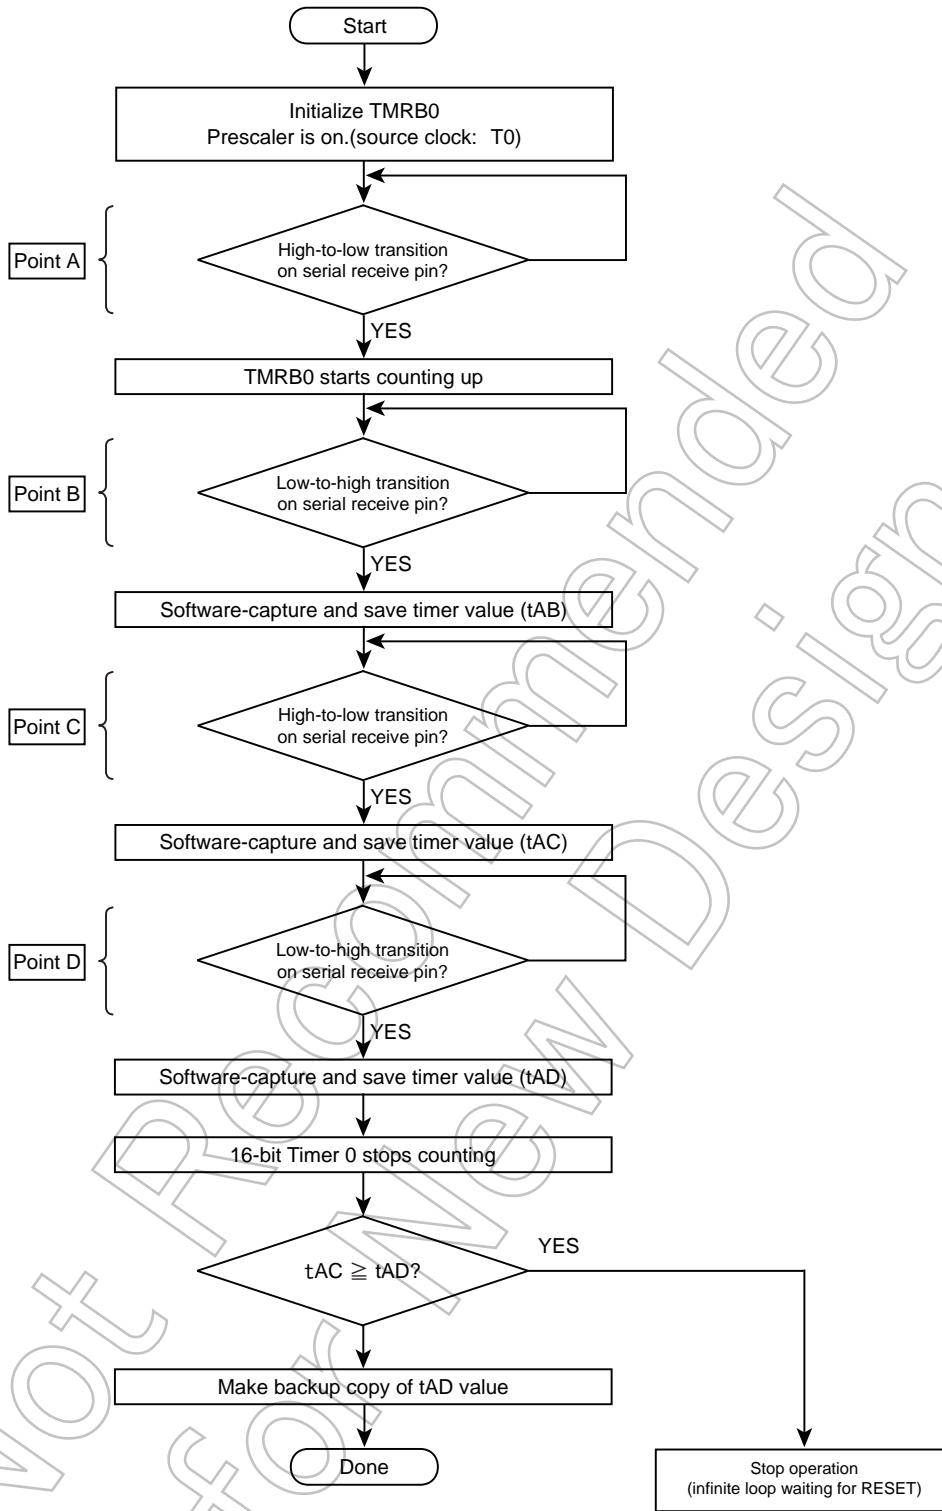 Start
Initialize TMRB0
Prescaler is on.(source clock: T0)
Point A
High-to-low transition
on serial receive pin?
YES
TMRB0 starts counting up
Point B
Low-to-high transition
on serial receive pin?
YES
Software-capture and save timer value (tAB)
Point C
High-to-low transition
on serial receive pin?
YES
Software-capture and save timer value (tAC)
Point D
Low-to-high transition
on serial receive pin?
YES
Software-capture and save timer value (tAD)
16-bit Timer 0 stops counting
tAC ≧ tAD?
YES
Make backup copy of tAD value
Done
Stop operation
(infinite loop waiting for RESET)
Not Recommended
for New Design